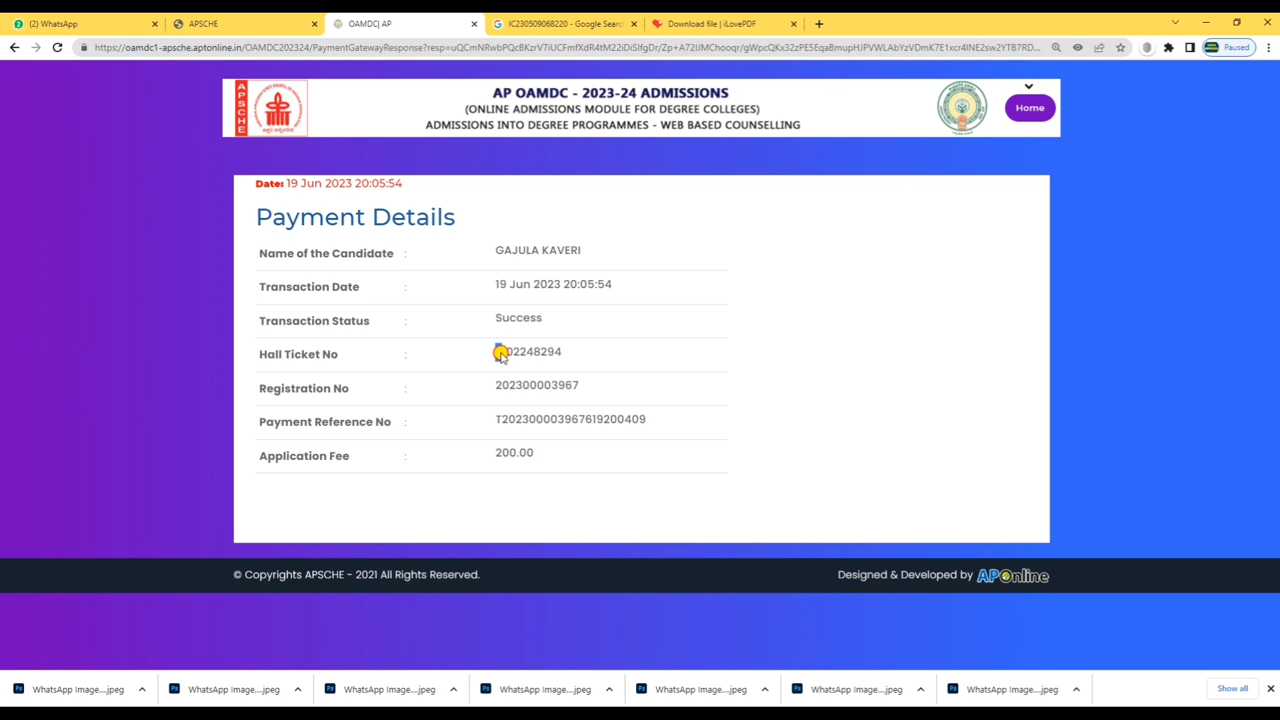 (2) WhatsApp
APSCHE
OAMDC| AP
IC230509068220 - Google Search
Download file | iLovePDF
Paused
AP OAMDC - 2023-24 ADMISSIONS
(ONLINE ADMISSIONS MODULE FOR DEGREE COLLEGES)
ADMISSIONS INTO DEGREE PROGRAMMES - WEB BASED COUNSELLING
APSCHE
Home
Date: 19 Jun 2023 20:05:54
Payment Details
Name of the Candidate : GAJULA KAVERI
Transaction Date : 19 Jun 2023 20:05:54
Transaction Status : Success
Hall Ticket No : 02248294
Registration No : 202300003967
Payment Reference No : T202300003967619200409
Application Fee : 200.00
© Copyrights APSCHE - 2021 All Rights Reserved.
Designed & Developed by APOnline
WhatsApp Image....jpeg
WhatsApp Image....jpeg
WhatsApp Image....jpeg
WhatsApp Image....jpeg
WhatsApp Image....jpeg
WhatsApp Image....jpeg
WhatsApp Image....jpeg
Show all